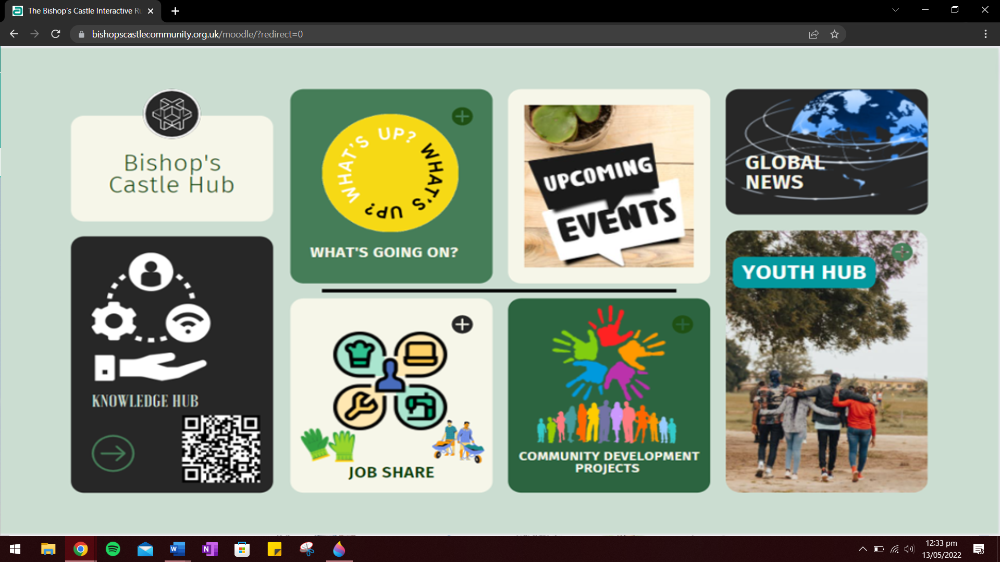 The Bishop's Castle Interactive Ru
bishopscastlecommunity.org.uk/moodle/?redirect=0
Bishop's
Castle Hub
WHAT'S UP? WHAT'S UP?
WHAT'S GOING ON?
UPCOMING
EVENTS
GLOBAL
NEWS
KNOWLEDGE HUB
JOB SHARE
COMMUNITY DEVELOPMENT
PROJECTS
YOUTH HUB
12:33 pm
13/05/2022